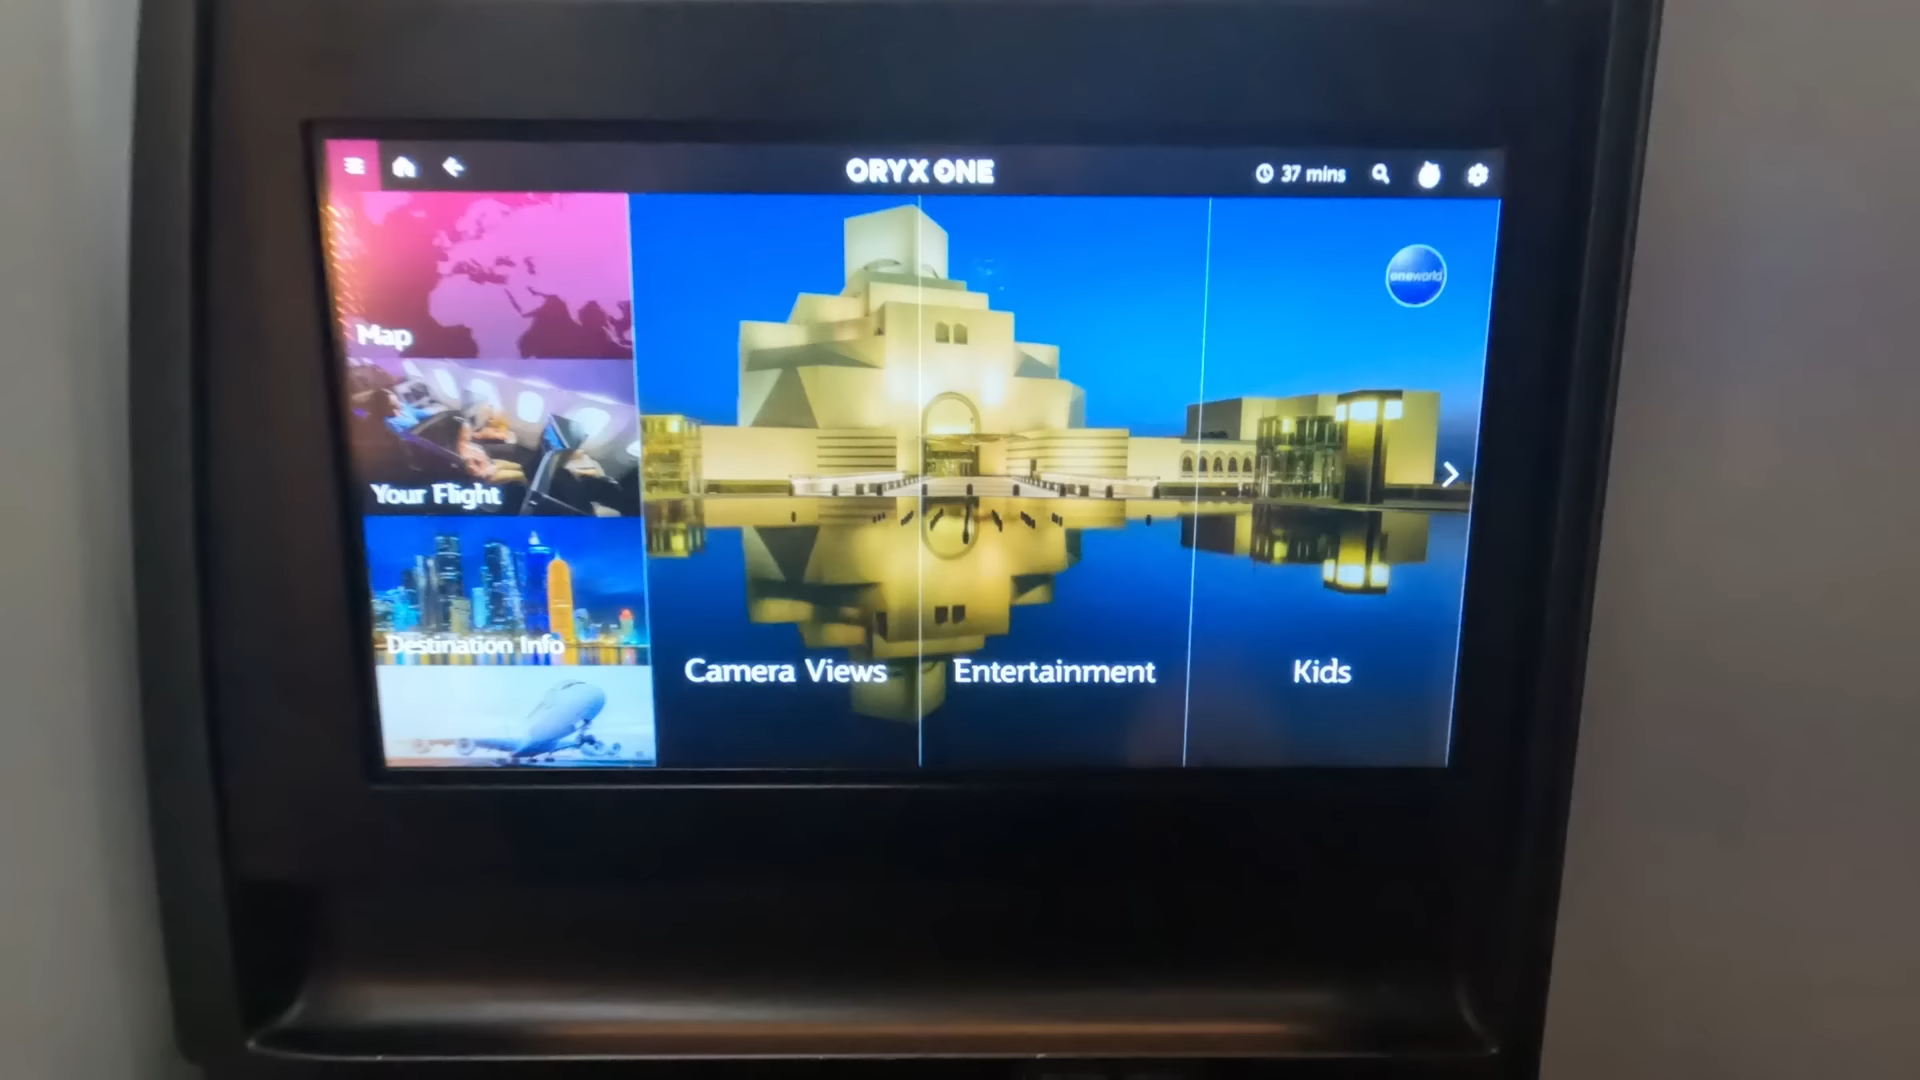 ORYX ONE
37 mins
oneworld
Map
Your Flight
Destination Info
Camera Views
Entertainment
Kids